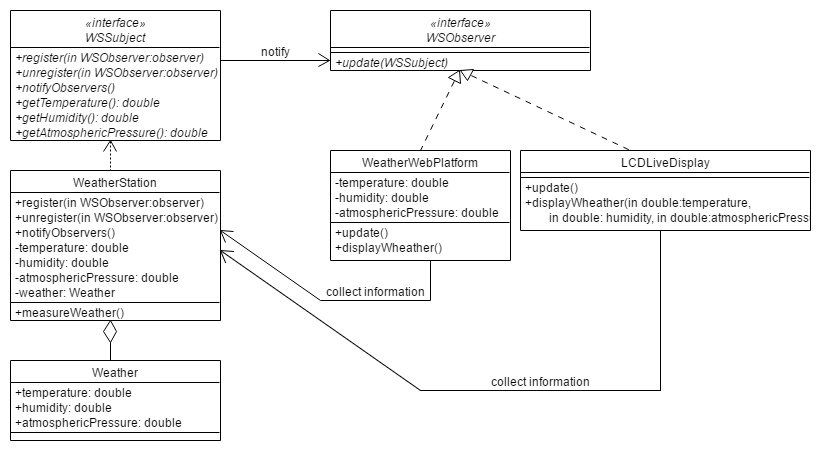 «interface»
WSSubject
+register(in WSObserver:observer)
+unregister(in WSObserver:observer)
+notifyObservers()
+getTemperature(): double
+getHumidity(): double
+getAtmosphericPressure(): double
notify
«interface»
WSObserver
+update(WSSubject)
WeatherStation
+register(in WSObserver:observer)
+unregister(in WSObserver:observer)
+notifyObservers()
-temperature: double
-humidity: double
-atmosphericPressure: double
-weather: Weather
+measureWeather()
WeatherWebPlatform
-temperature: double
-humidity: double
-atmosphericPressure: double
+update()
+displayWheather()
LCDLiveDisplay
+update()
+displayWheather(in double:temperature,
in double: humidity, in double:atmosphericPress
collect information
collect information
Weather
+temperature: double
+humidity: double
+atmosphericPressure: double